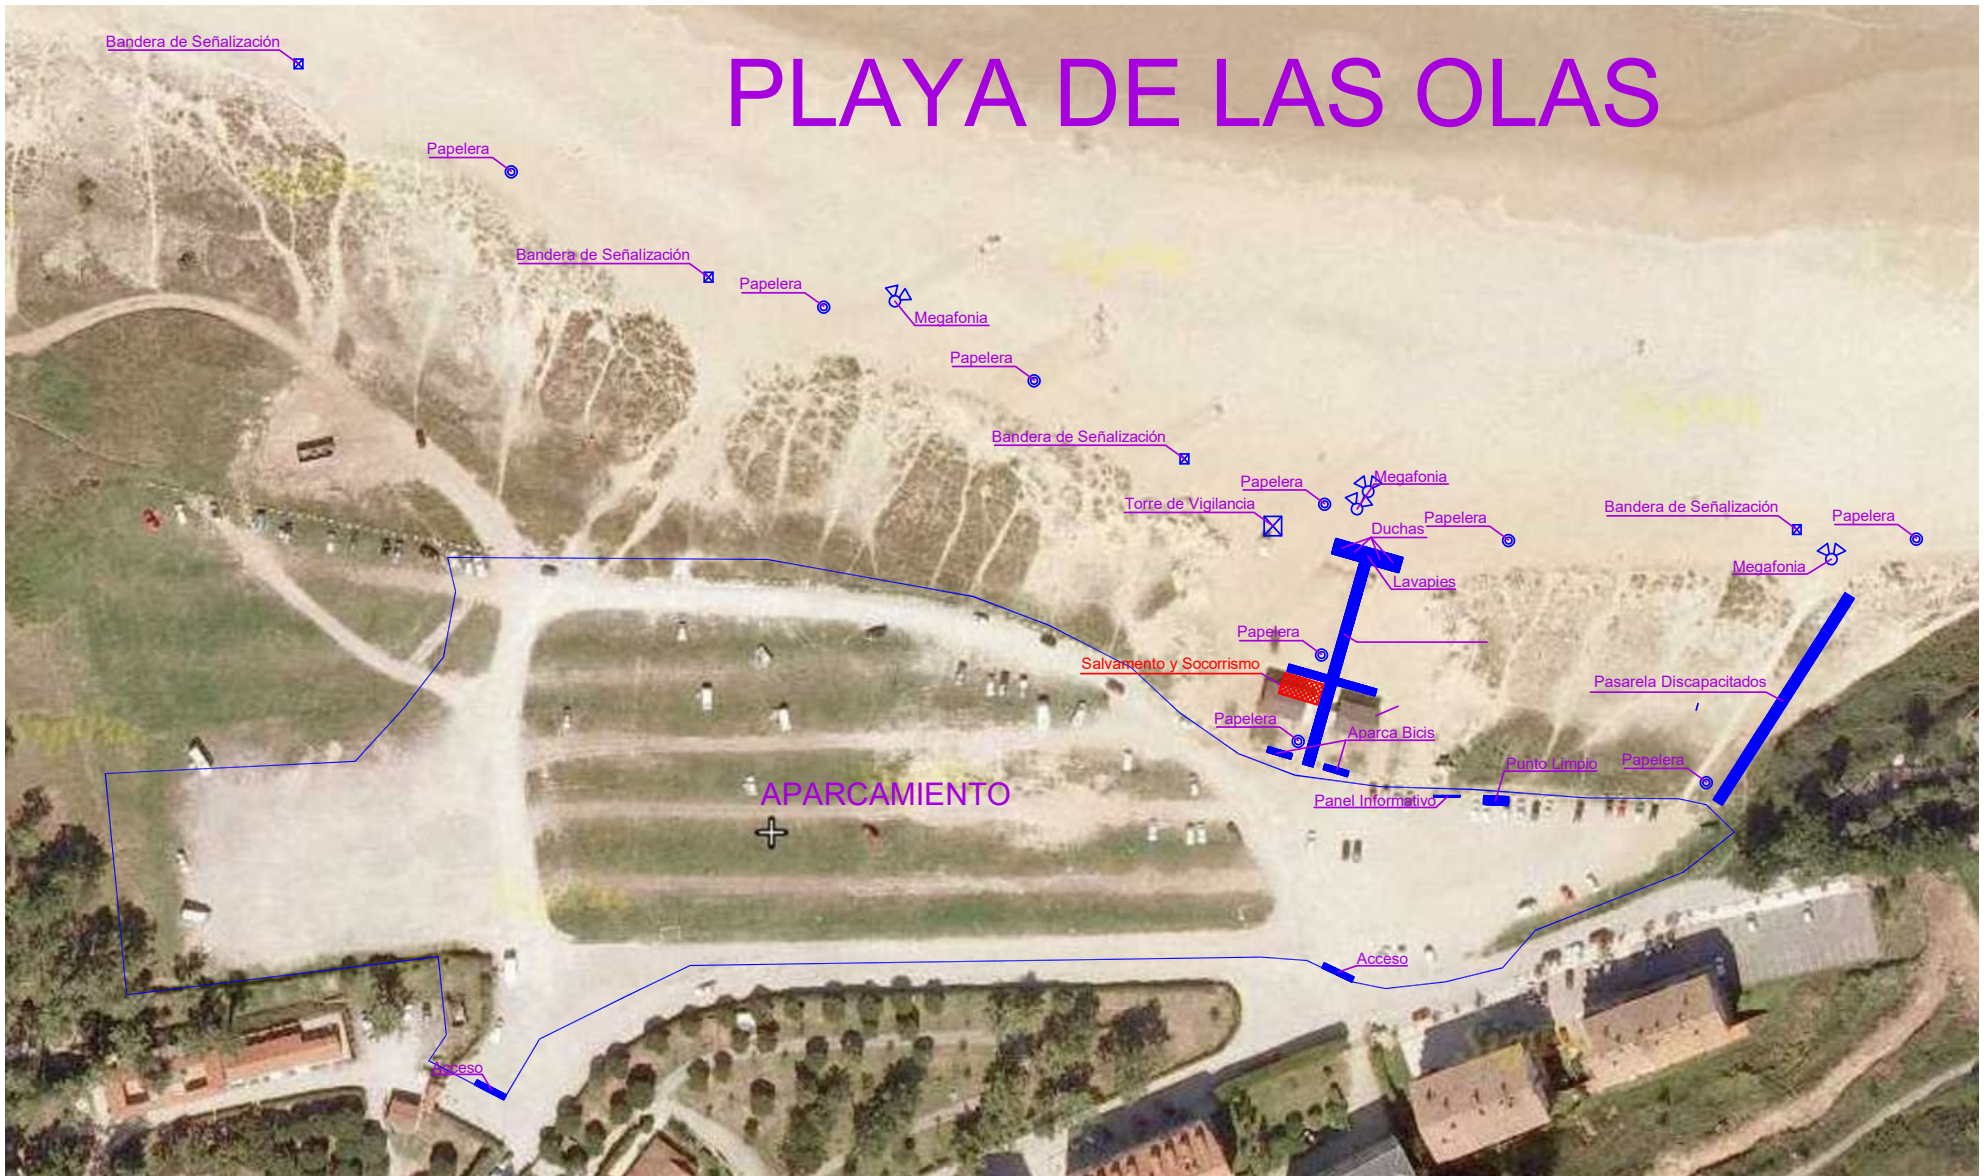 Bandera de Señalización
PLAYA DE LAS OLAS
Papelera
Bandera de Señalización
Papelera
Megafonia
Papelera
Bandera de Señalización
Papelera
Megafonia
Torre de Vigilancia
Duchas
Papelera
Bandera de Señalización
Papelera
Megafonia
Lavapies
Papelera
Salvamento y Socorrismo
Pasarela Discapacitados
Papelera
Aparca Bicis
Punto Limpio
Papelera
APARCAMIENTO
Panel Informativo
Acceso
Acceso